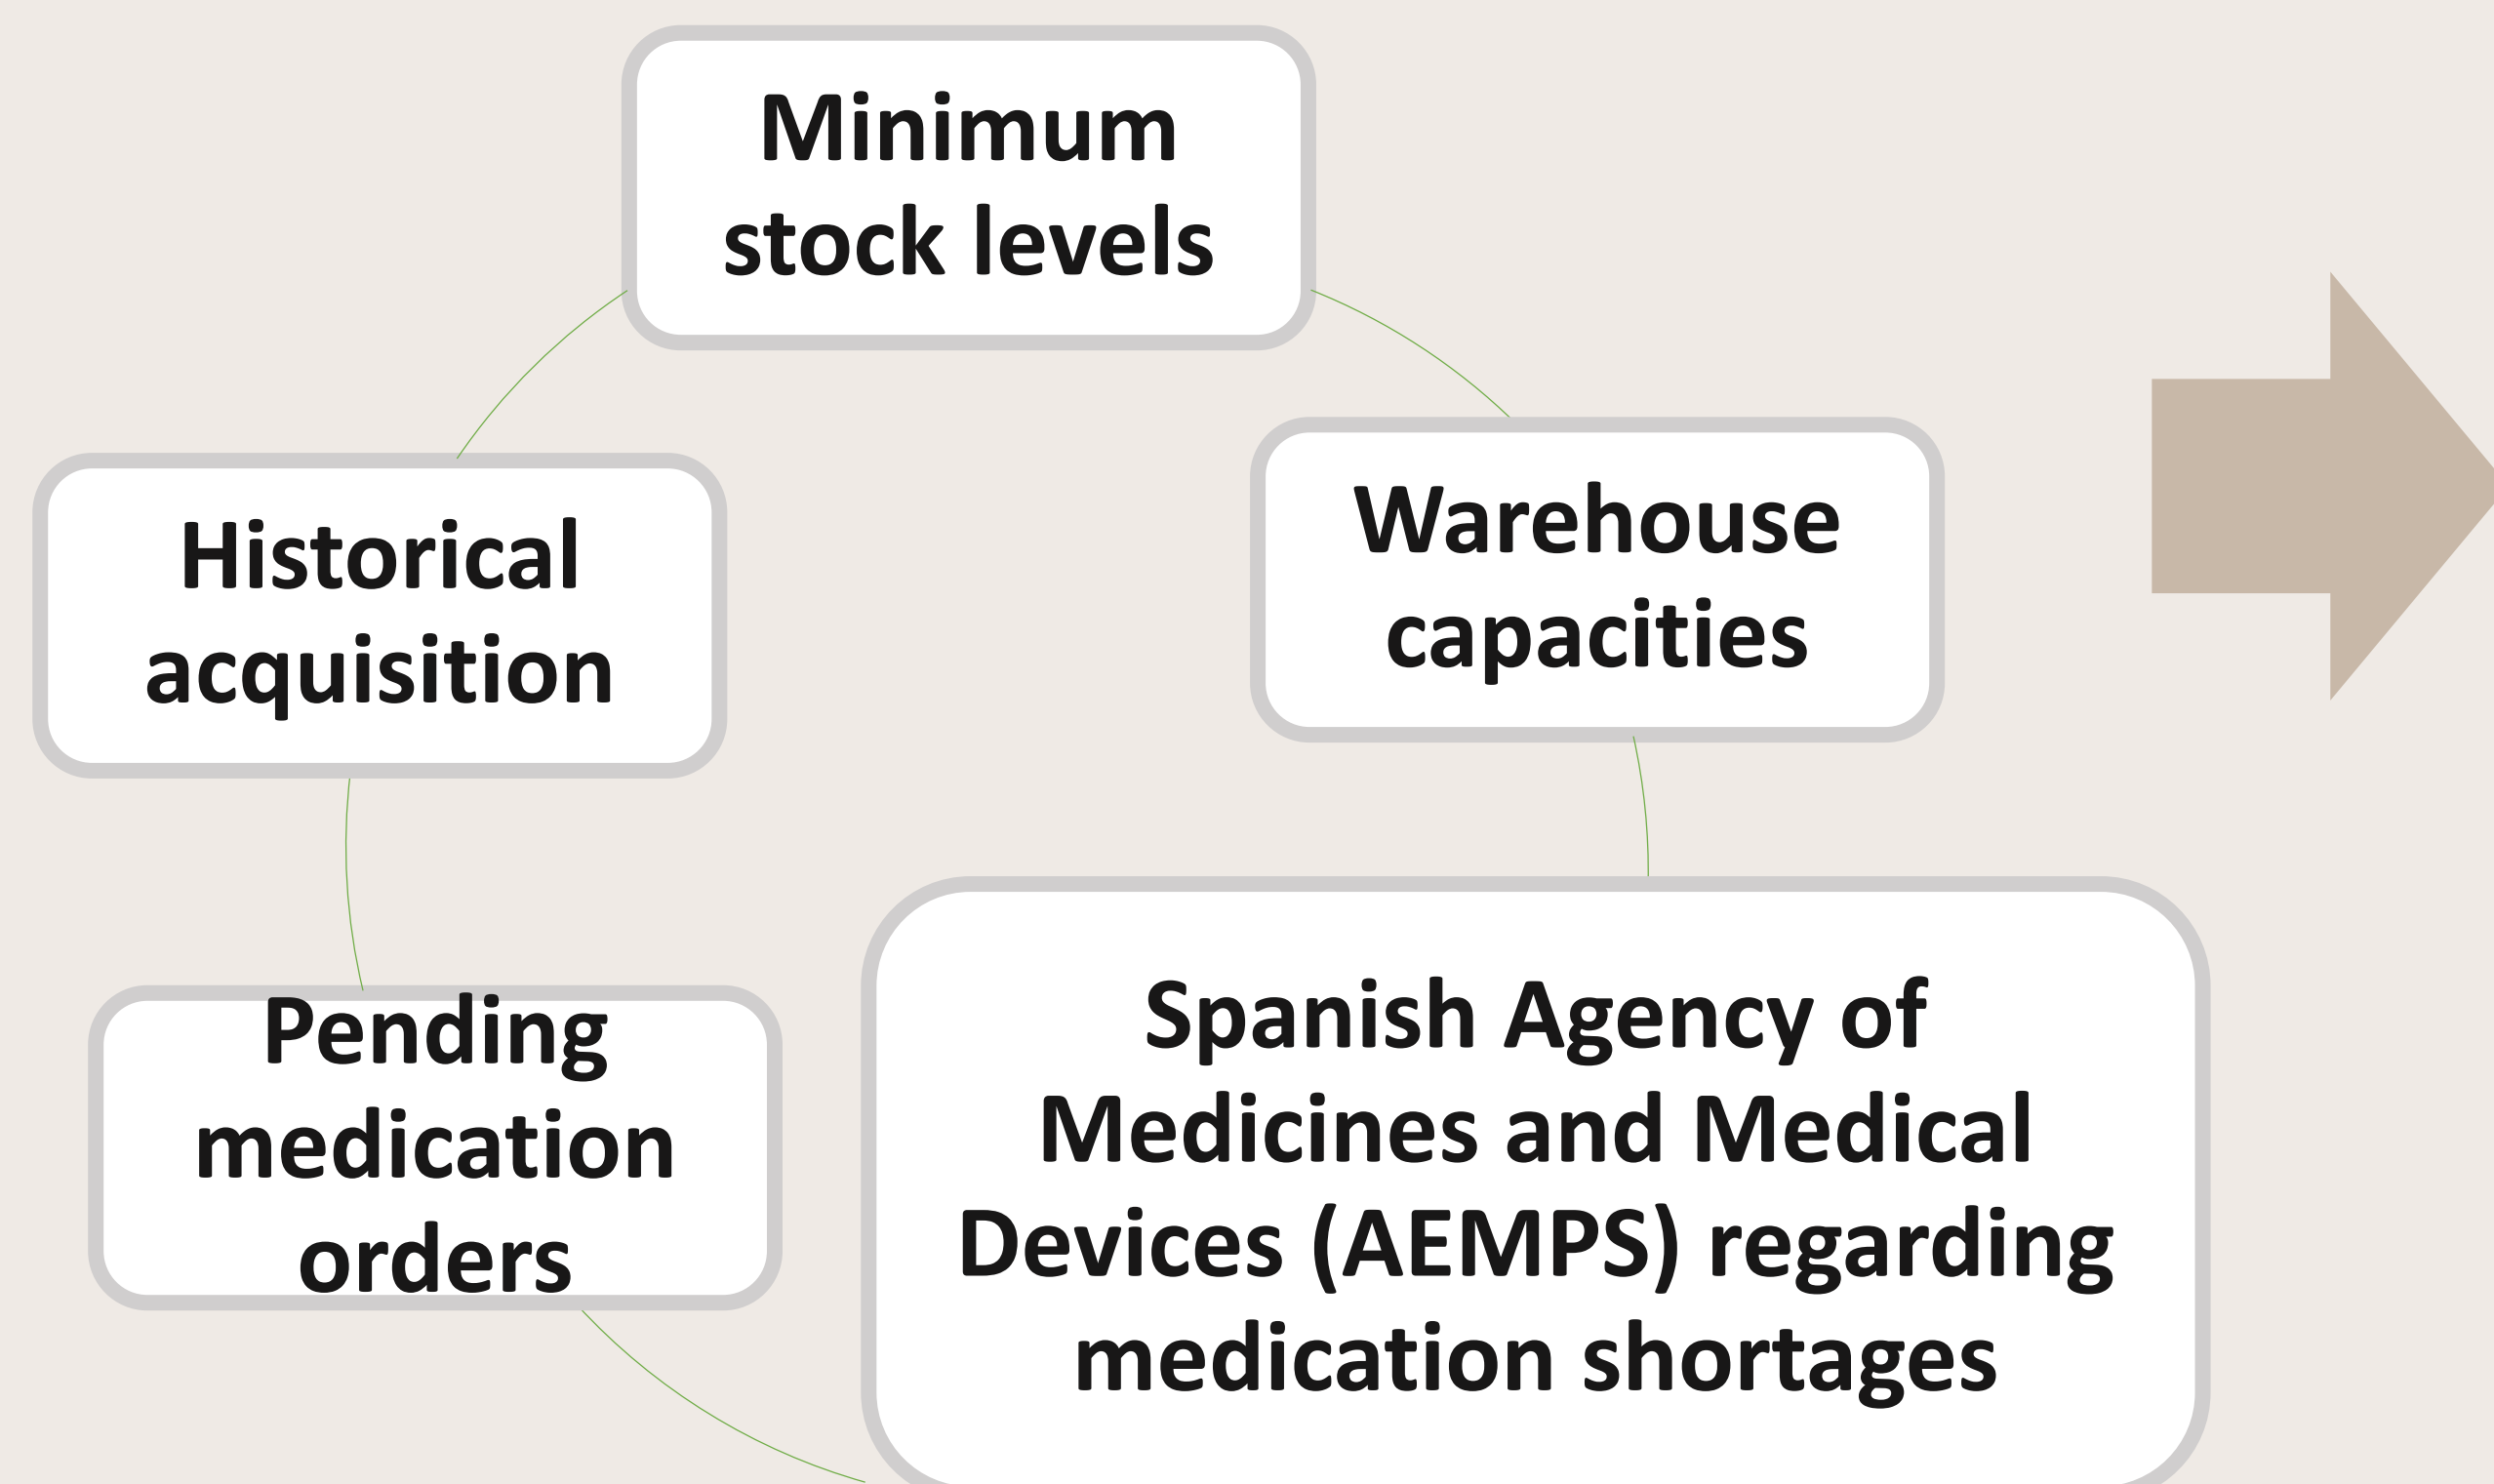 Minimum
stock levels
Historical
acquisition
Warehouse
capacities
Pending
medication
orders
Spanish Agency of
Medicines and Medical
Devices (AEMPS) regarding
medication shortages